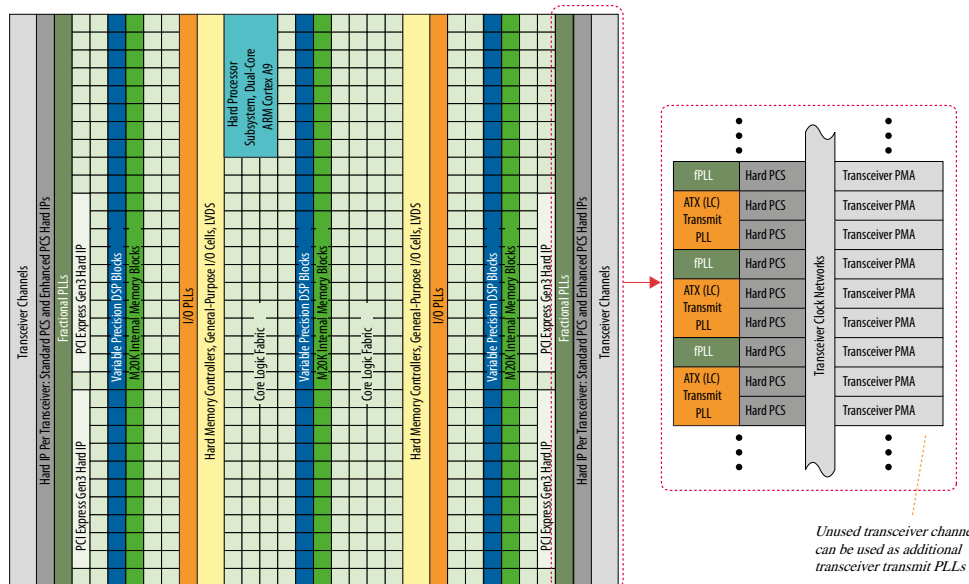 Transceiver Channels
Hard IP Per Transceiver: Standard PCS and Enhanced PCS Hard IPs
Fractional PLLs
PCI Express Gen3 Hard IP
PCI Express Gen3 Hard IP
Variable Precision DSP Blocks
M20K Internal Memory Blocks
I/O PLLs
Hard Memory Controllers, General-Purpose I/O Cells, LVDS
Hard Processor
Subsystem, Dual-Core
ARM Cortex A9
Core Logic Fabric
Variable Precision DSP Blocks
M20K Internal Memory Blocks
Core Logic Fabric
Hard Memory Controllers, General-Purpose I/O Cells, LVDS
I/O PLLs
Variable Precision DSP Blocks
M20K Internal Memory Blocks
PCI Express Gen3 Hard IP
PCI Express Gen3 Hard IP
Fractional PLLs
Hard IP Per Transceiver: Standard PCS and Enhanced PCS Hard IPs
Transceiver Channels
fPLL
ATX (LC)
Transmit
PLL
fPLL
ATX (LC)
Transmit
PLL
fPLL
ATX (LC)
Transmit
PLL
Hard PCS
Hard PCS
Hard PCS
Hard PCS
Hard PCS
Hard PCS
Hard PCS
Hard PCS
Hard PCS
Transceiver Clock Networks
Transceiver PMA
Transceiver PMA
Transceiver PMA
Transceiver PMA
Transceiver PMA
Transceiver PMA
Transceiver PMA
Transceiver PMA
Transceiver PMA
Unused transceiver
can be used as additional
transceiver transmit PLLs